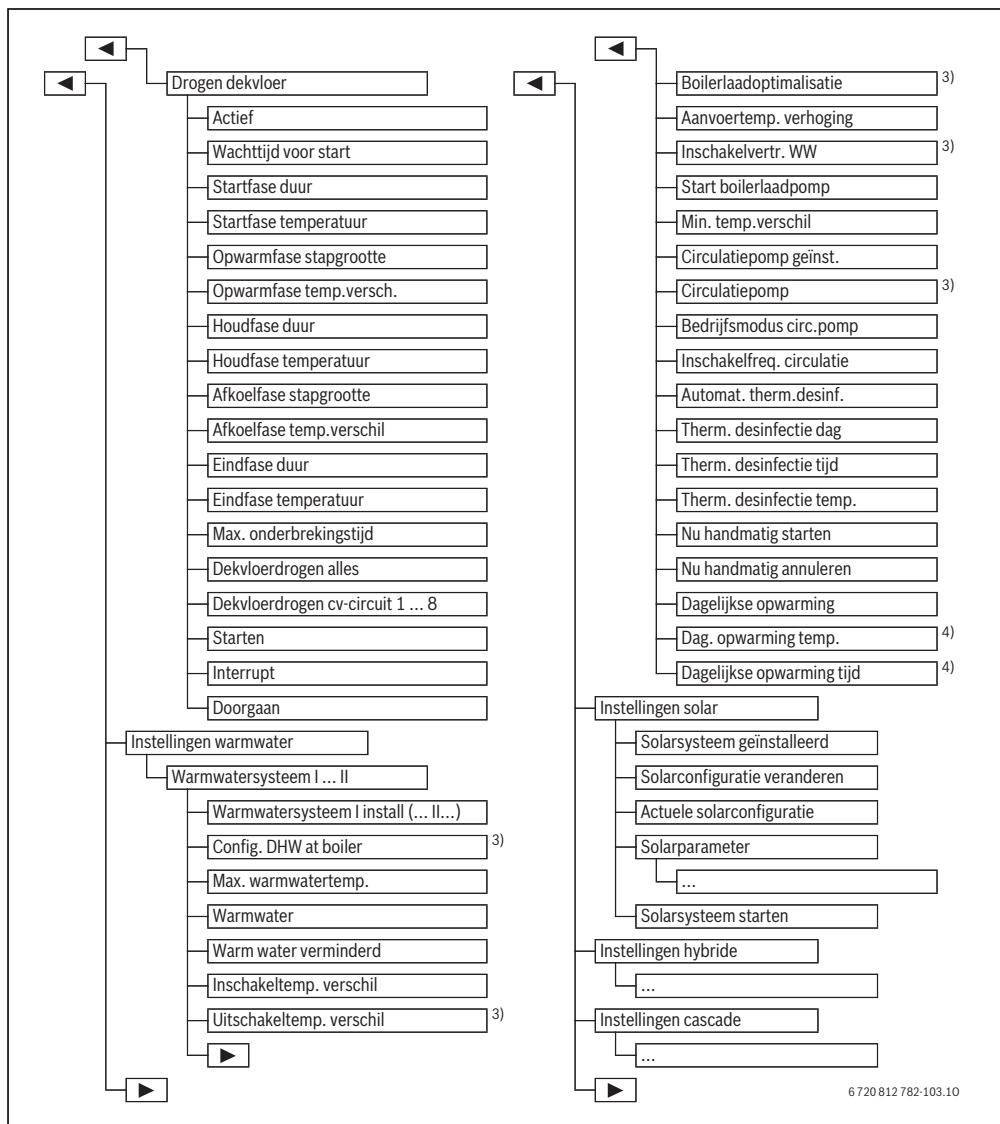 Drogen dekvloer
Actief
Wachttijd voor start
Startfase duur
Startfase temperatuur
Opwarmfase stapgrootte
Opwarmfase temp.versch.
Houdfase duur
Houdfase temperatuur
Afkoelfase stapgrootte
Afkoelfase temp.verschil
Eindfase duur
Eindfase temperatuur
Max. onderbrekingstijd
Dekvloerdrogen alles
Dekvloerdrogen cv-circuit 1 ... 8
Starten
Interrupt
Doorgaan
Instellingen warmwater
Warmwatersysteem I ... II
Warmwatersysteem I install (... II...)
Config. DHW at boiler 3)
Max. warmwatertemp.
Warmwater
Warm water verminderd
Inschakeltemp. verschil
Uitschakeltemp. verschil 3)
Boilerlaadoptimalisatie 3)
Aanvoertemp. verhoging
Inschakelvertr. WW 3)
Start boilerlaadpomp
Min. temp.verschil
Circulatiepomp geïnst.
Circulatiepomp 3)
Bedrijfsmodus circ.pomp
Inschakelfreq. circulatie
Automat. therm.desinf.
Therm. desinfectie dag
Therm. desinfectie tijd
Therm. desinfectie temp.
Nu handmatig starten
Nu handmatig annuleren
Dagelijkse opwarming
Dag. opwarming temp. 4)
Dagelijkse opwarming tijd 4)
Instellingen solar
Solarsysteem geïnstalleerd
Solarconfiguratie veranderen
Actuele solarconfiguratie
Solarparameter
...
Solarsysteem starten
Instellingen hybride
...
Instellingen cascade
...
6 720 812 782-103.1O